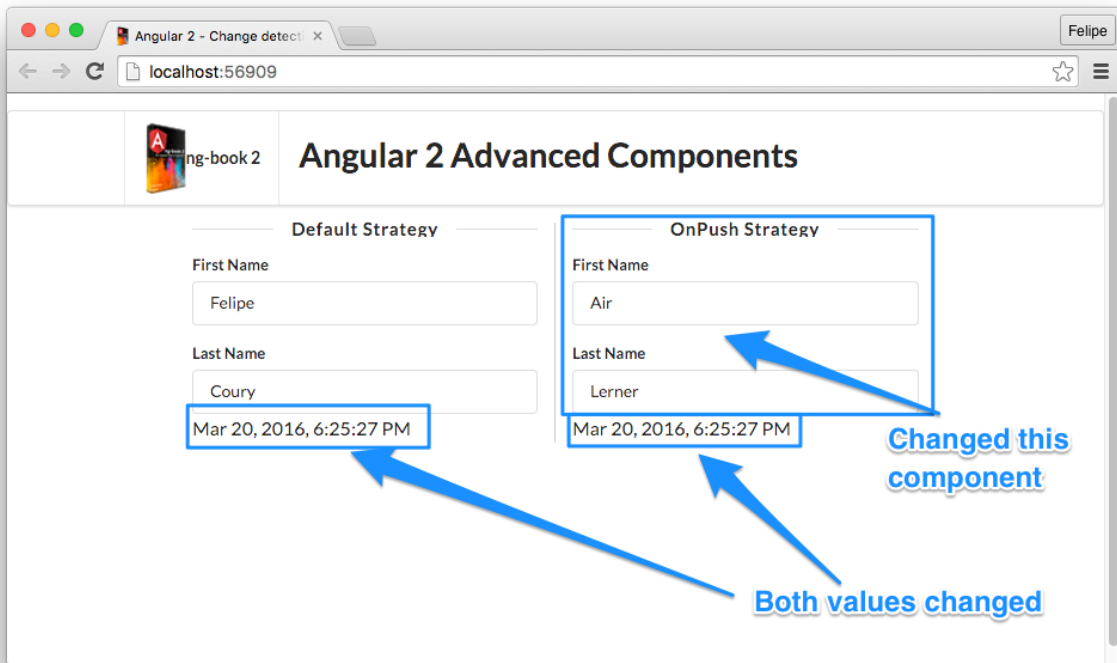 Angular 2 - Change detecti
Felipe
localhost:56909
ng-book 2
Angular 2 Advanced Components
Default Strategy
First Name
Felipe
Last Name
Coury
Mar 20, 2016, 6:25:27 PM
OnPush Strategy
First Name
Air
Last Name
Lerner
Mar 20, 2016, 6:25:27 PM
Changed this
component
Both values changed